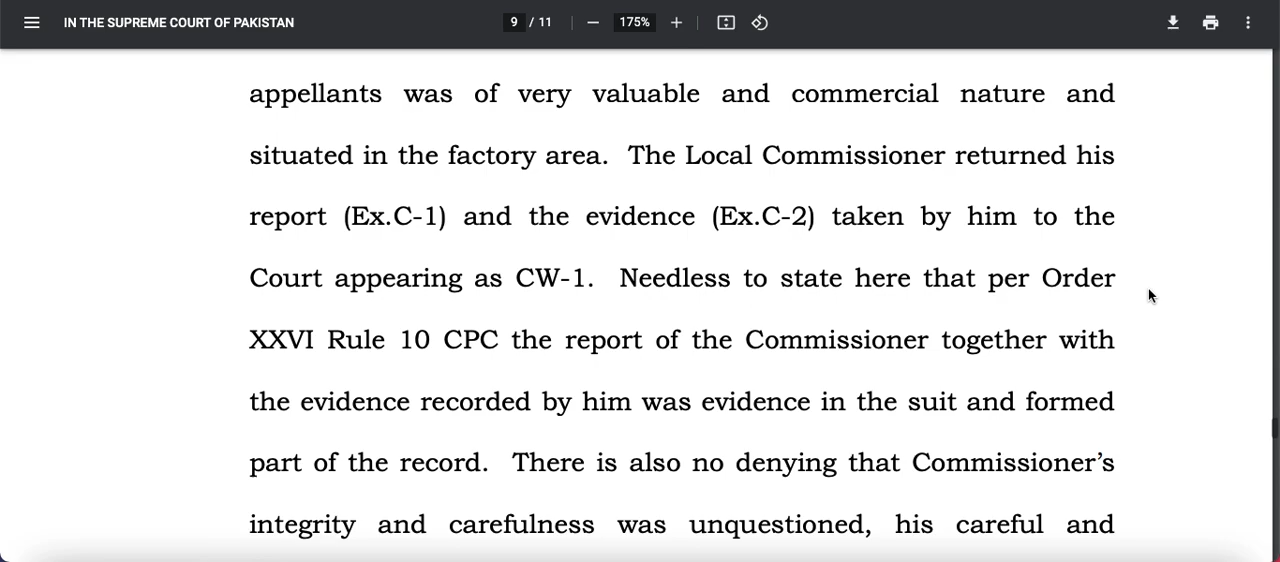 IN THE SUPREME COURT OF PAKISTAN 9 / 11 175%
appellants was of very valuable and commercial nature and
situated in the factory area. The Local Commissioner returned his
report (Ex.C-1) and the evidence (Ex.C-2) taken by him to the
Court appearing as CW-1. Needless to state here that per Order
XXVI Rule 10 CPC the report of the Commissioner together with
the evidence recorded by him was evidence in the suit and formed
part of the record. There is also no denying that Commissioner’s
integrity and carefulness was unquestioned, his careful and